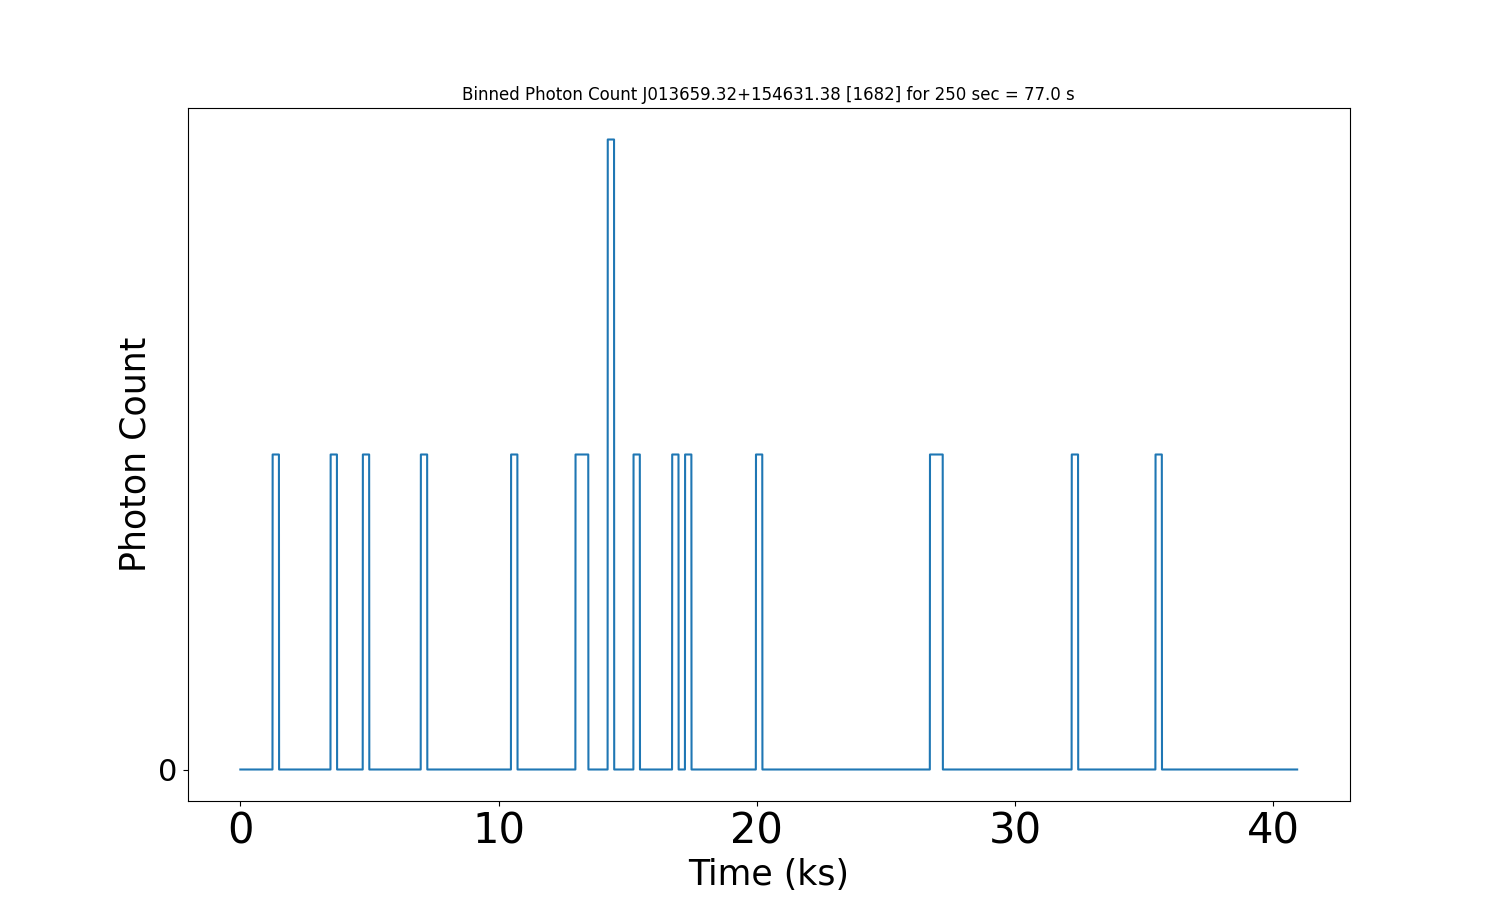 Binned Photon Count J013659.32+154631.38 [1682] for 250 sec = 77.0 s
Photon Count
0
0 10 20 30 40
Time (ks)